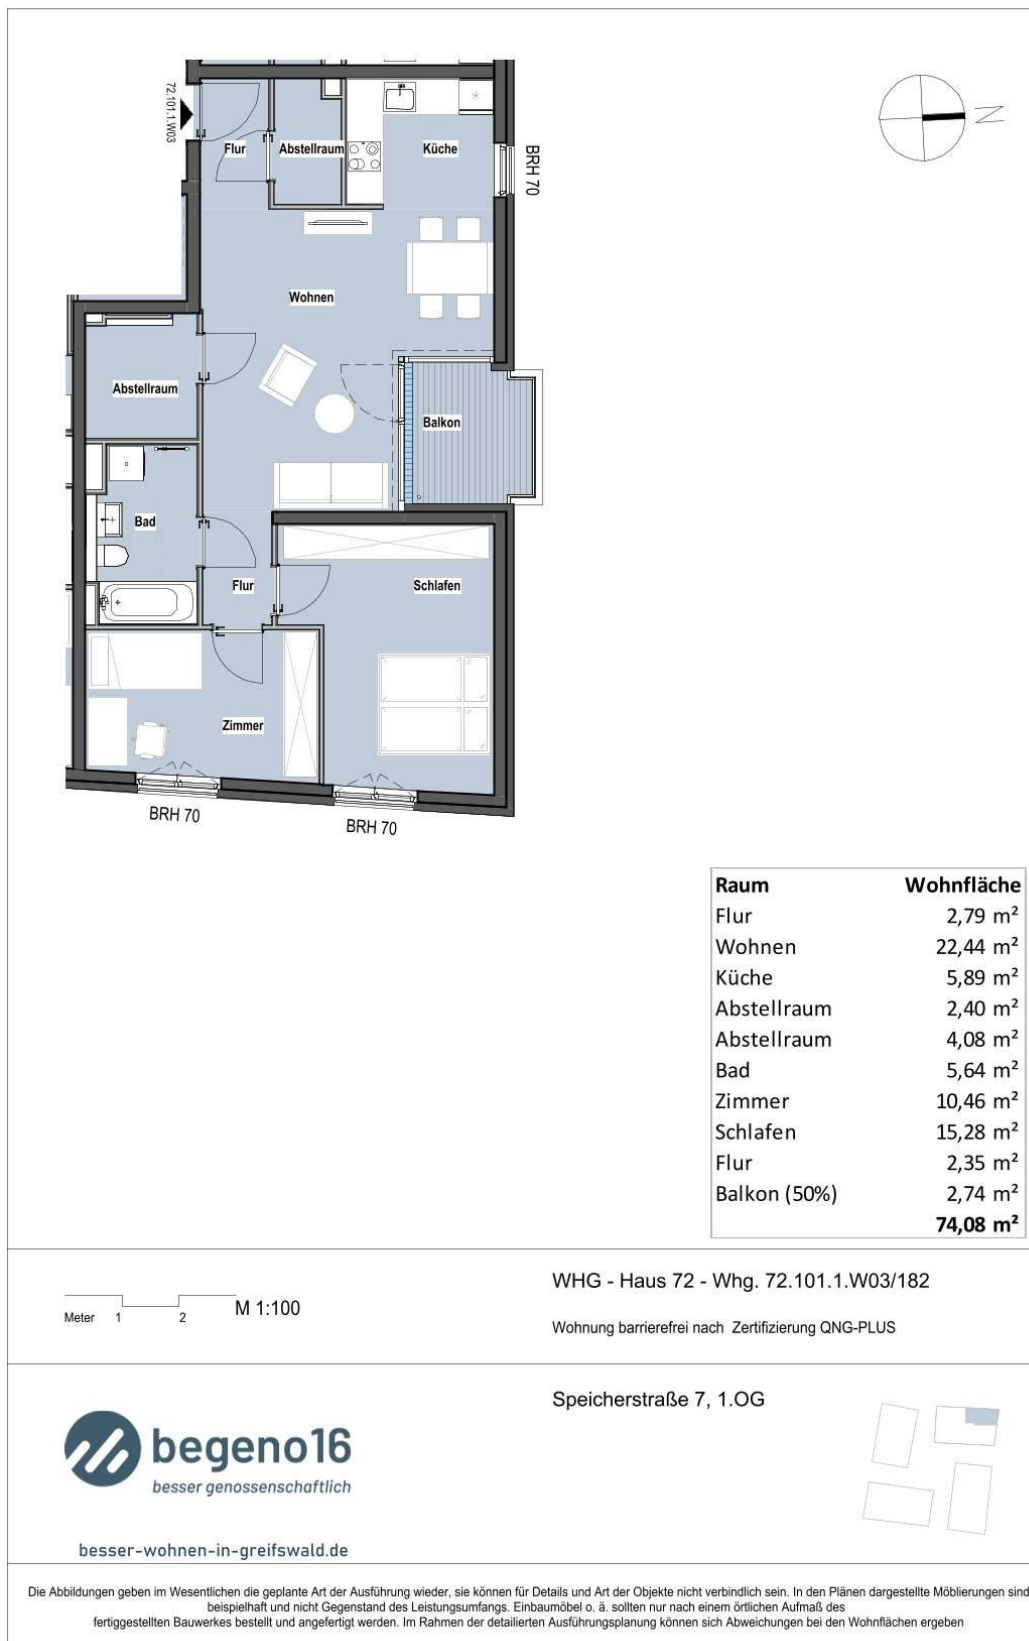 72.101.1.W03
Flur
Abstellraum
Küche
BRH 70
N
Wohnen
Abstellraum
Balkon
Bad
Flur
Schlafen
Zimmer
BRH 70
BRH 70
Raum Wohnfläche
Flur 2,79 m²
Wohnen 22,44 m²
Küche 5,89 m²
Abstellraum 2,40 m²
Abstellraum 4,08 m²
Bad 5,64 m²
Zimmer 10,46 m²
Schlafen 15,28 m²
Flur 2,35 m²
Balkon (50%) 2,74 m²
74,08 m²
Meter 1 2 M 1:100
WHG - Haus 72 - Whg. 72.101.1.W03/182
Wohnung barrierefrei nach Zertifizierung QNG-PLUS
Speicherstraße 7, 1.OG
begeno16
besser genossenschaftlich
besser-wohnen-in-greifswald.de
Die Abbildungen geben im Wesentlichen die geplante Art der Ausführung wieder, sie können für Details und Art der Objekte nicht verbindlich sein. In den Plänen dargestellte Möblierungen sind
beispielhaft und nicht Gegenstand des Leistungsumfangs. Einbaumöbel o. ä. sollten nur nach einem örtlichen Aufmaß des
fertiggestellten Bauwerkes bestellt und angefertigt werden. Im Rahmen der detailierten Ausführungsplanung können sich Abweichungen bei den Wohnflächen ergeben